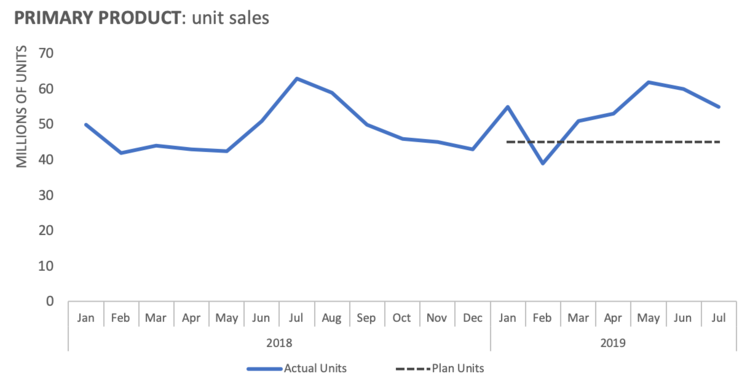 PRIMARY PRODUCT: unit sales
MILLIONS OF UNITS
70
60
50
40
30
20
10
0
Jan Feb Mar Apr May Jun Jul Aug Sep Oct Nov Dec Jan Feb Mar Apr May Jun Jul
2018 2019
Actual Units Plan Units